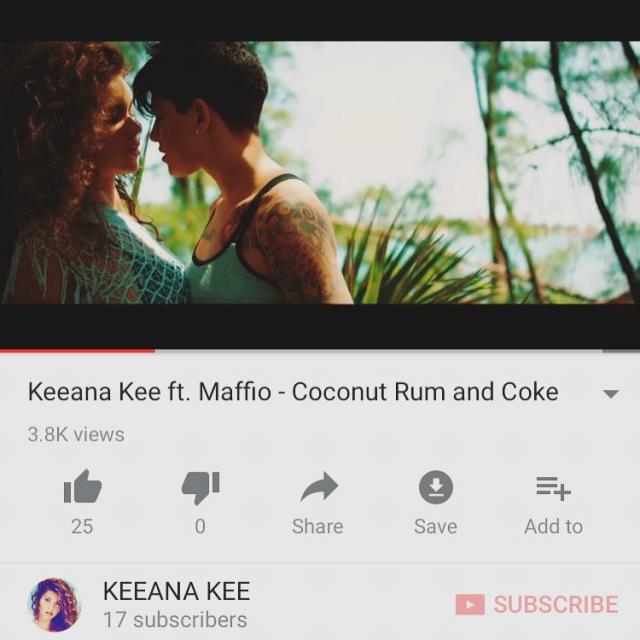 Keeana Kee ft. Maffio - Coconut Rum and Coke
3.8K views
25
0
Share
Save
Add to
KEEANA KEE
17 subscribers
SUBSCRIBE